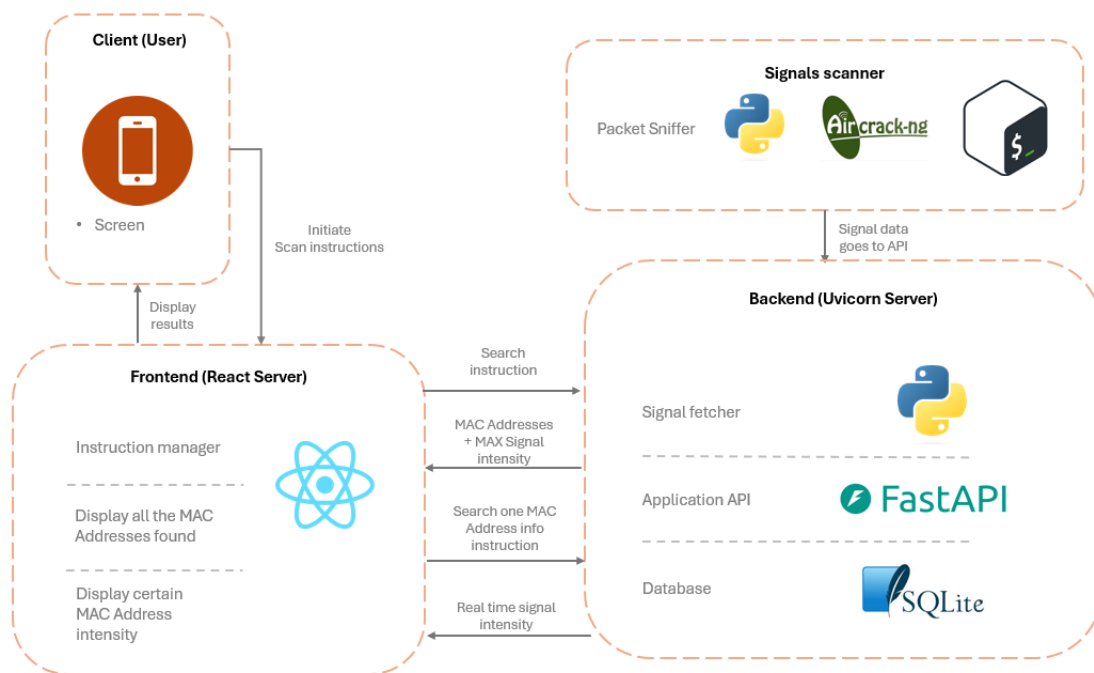 Client (User)
• Screen
Initiate
Scan instructions
Display
results
Signals scanner
Packet Sniffer
Aircrack-ng
$_
Signal data
goes to API
Frontend (React Server)
Instruction manager
Display all the MAC
Addresses found
Display certain
MAC Address
intensity
Search
instruction
MAC Addresses
+ MAX Signal
intensity
Search one MAC
Address info
instruction
Real time signal
intensity
Backend (Uvicorn Server)
Signal fetcher
Application API
FastAPI
Database
SQLite